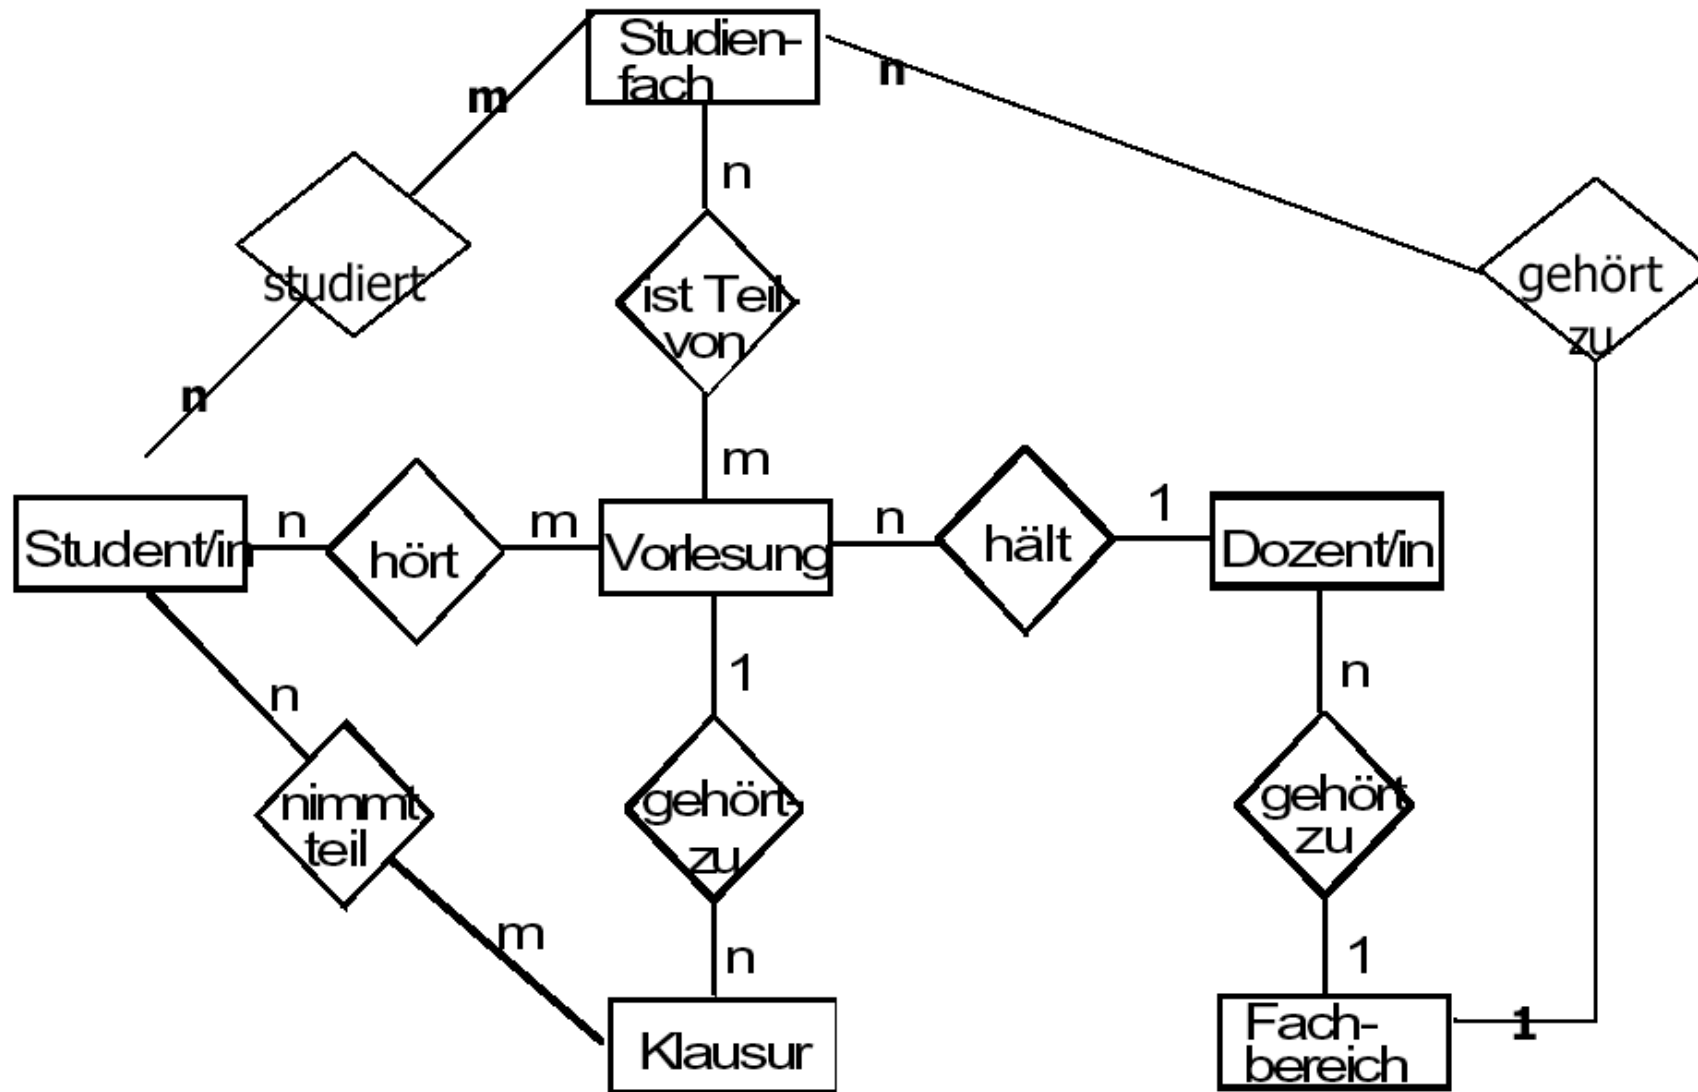 Studien-
fach
m
n
n
studiert
ist Teil
von
gehört
zu
n
m
Student/in
n
hört
m
Vorlesung
n
hält
1
Dozent/in
n
nimmt
teil
m
1
gehört-
zu
n
n
gehört
zu
1
Klausur
Fach-
bereich
1